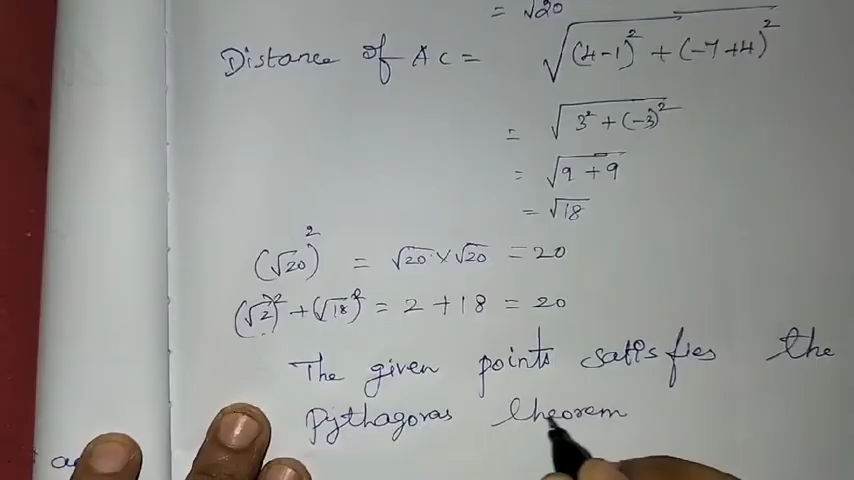 = √20
Distance of AC = √(4-1)² + (-7+4)²
= √3² + (-3)²
= √9 + 9
= √18
(√20)² = √20 × √20 = 20
(√2)² + (√18)² = 2 + 18 = 20
The given points satisfies the
pythagoras theorem